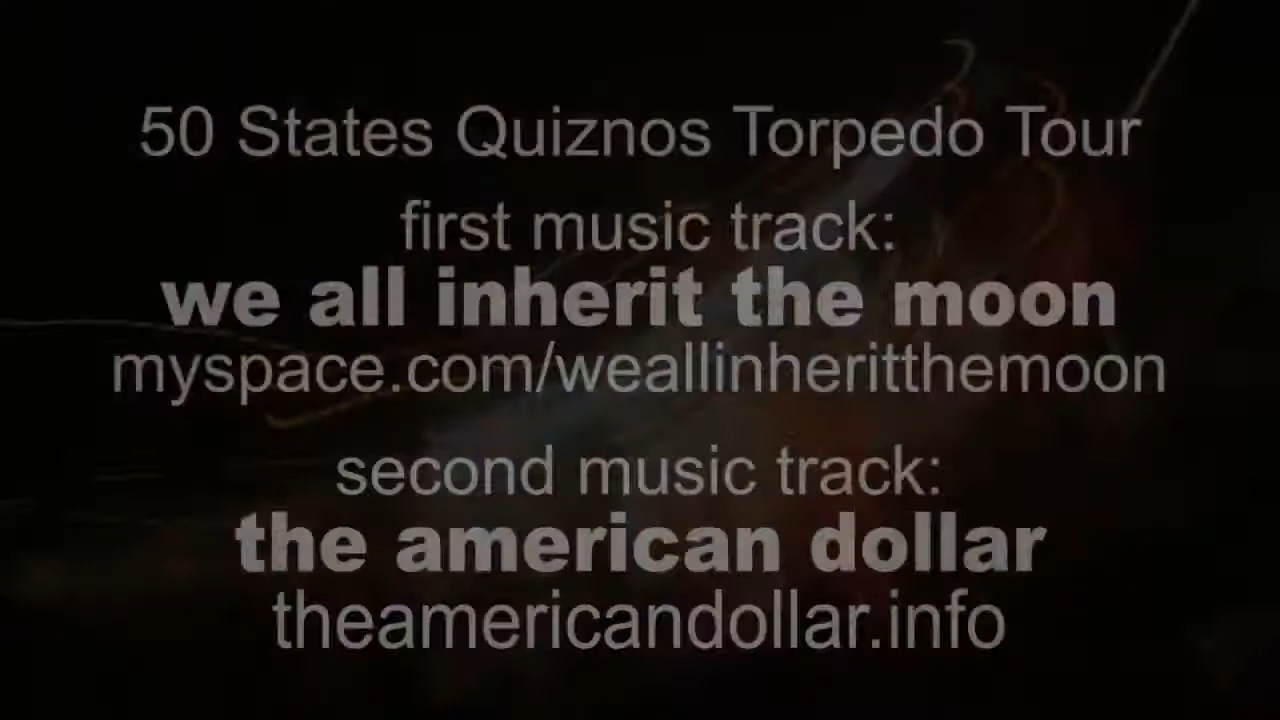 50 States Quiznos Torpedo Tour
first music track:
we all inherit the moon
myspace.com/weallinheritthemoon
second music track:
the american dollar
theamericandollar.info